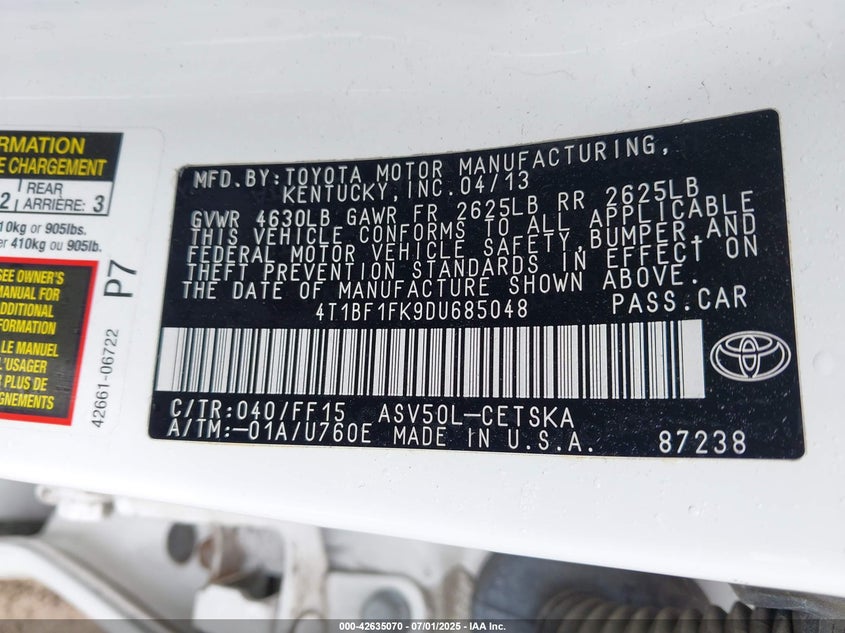 RMATION
E CHARGEMENT
2 REAR ARRIÈRE: 3
10kg or 905lbs.
er 410kg ou 905lb.
SEE OWNER'S
MANUAL FOR
ADDITIONAL
FORMATION
LE MANUEL
L'USAGER
R PLUS DE
IGNEMENTS
P7
42661-06722
MFD.BY:TOYOTA MOTOR MANUFACTURING,
KENTUCKY,INC.04/13
GVWR 4630LB GAWR FR 2625LB RR 2625LB
THIS VEHICLE CONFORMS TO ALL APPLICABLE
FEDERAL MOTOR VEHICLE SAFETY,BUMPER,AND
THEFT PREVENTION STANDARDS IN EFFECT ON
THE DATE OF MANUFACTURE SHOWN ABOVE.
4T1BF1FK9DU685048 PASS.CAR
C/TR:040/FF15 ASV50L-CETSKA
A/TM:-01A/U760E MADE IN U.S.A. 87238
000-42635070 - 07/01/2025 - IAA Inc.